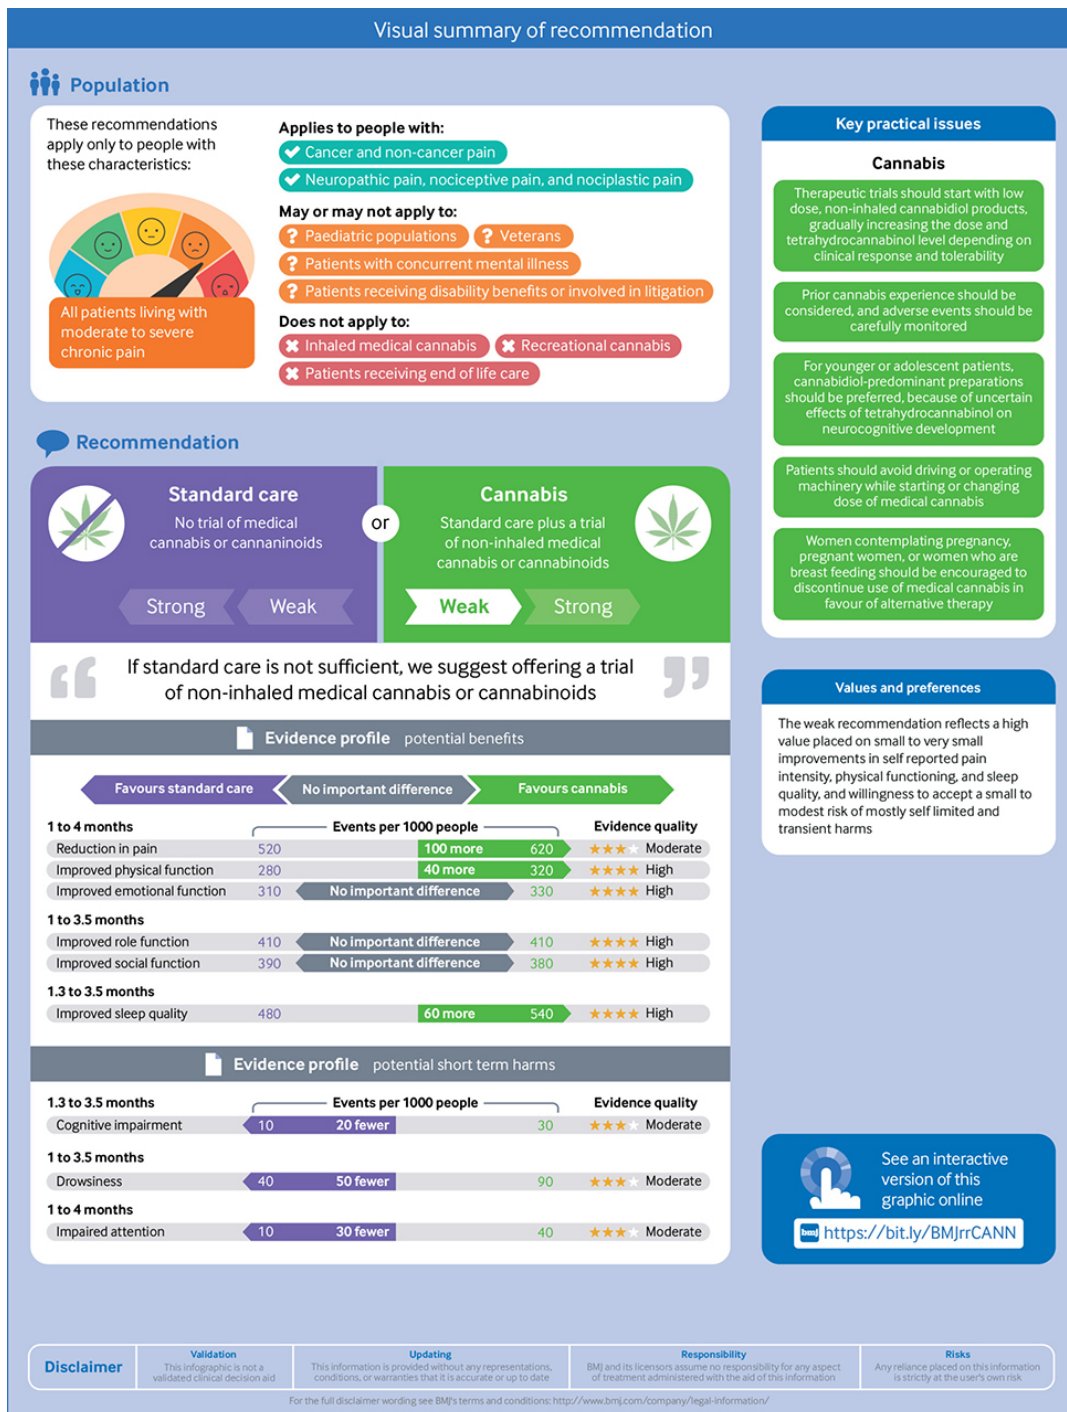 Visual summary of recommendation
Population
These recommendations
apply only to people with
these characteristics:
All patients living with
moderate to severe
chronic pain
Applies to people with:
Cancer and non-cancer pain
Neuropathic pain, nociceptive pain, and nociplastic pain
May or may not apply to:
? Paediatric populations ? Veterans
? Patients with concurrent mental illness
? Patients receiving disability benefits or involved in litigation
Does not apply to:
Inhaled medical cannabis Recreational cannabis
Patients receiving end of life care
Recommendation
Standard care
No trial of medical
cannabis or cannaninoids
Strong Weak
or
Cannabis
Standard care plus a trial
of non-inhaled medical
cannabis or cannabinoids
Weak Strong
“ If standard care is not sufficient, we suggest offering a trial
of non-inhaled medical cannabis or cannabinoids ”
Evidence profile potential benefits
Favours standard care No important difference Favours cannabis
1 to 4 months Events per 1000 people Evidence quality
Reduction in pain 520 100 more 620 Moderate
Improved physical function 280 40 more 320 High
Improved emotional function 310 No important difference 330 High
1 to 3.5 months
Improved role function 410 No important difference 410 High
Improved social function 390 No important difference 380 High
1.3 to 3.5 months
Improved sleep quality 480 60 more 540 High
Evidence profile potential short term harms
1.3 to 3.5 months Events per 1000 people Evidence quality
Cognitive impairment 10 20 fewer 30 Moderate
1 to 3.5 months
Drowsiness 40 50 fewer 90 Moderate
1 to 4 months
Impaired attention 10 30 fewer 40 Moderate
Key practical issues
Cannabis
Therapeutic trials should start with low
dose, non-inhaled cannabidiol products,
gradually increasing the dose and
tetrahydrocannabinol level depending on
clinical response and tolerability
Prior cannabis experience should be
considered, and adverse events should be
carefully monitored
For younger or adolescent patients,
cannabidiol-predominant preparations
should be preferred, because of uncertain
effects of tetrahydrocannabinol on
neurocognitive development
Patients should avoid driving or operating
machinery while starting or changing
dose of medical cannabis
Women contemplating pregnancy,
pregnant women, or women who are
breast feeding should be encouraged to
discontinue use of medical cannabis in
favour of alternative therapy
Values and preferences
The weak recommendation reflects a high
value placed on small to very small
improvements in self reported pain
intensity, physical functioning, and sleep
quality, and willingness to accept a small to
modest risk of mostly self limited and
transient harms
See an interactive
version of this
graphic online
bmj https://bit.ly/BMJrrCANN
Disclaimer
Validation
This infographic is not a
validated clinical decision aid
Updating
This information is provided without any representations,
conditions, or warranties that it is accurate or up to date
Responsibility
BMJ and its licensors assume no responsibility for any aspect
of treatment administered with the aid of this information
Risks
Any reliance placed on this information
is strictly at the user's own risk
For the full disclaimer wording see BMJ's terms and conditions: http://www.bmj.com/company/legal-information/